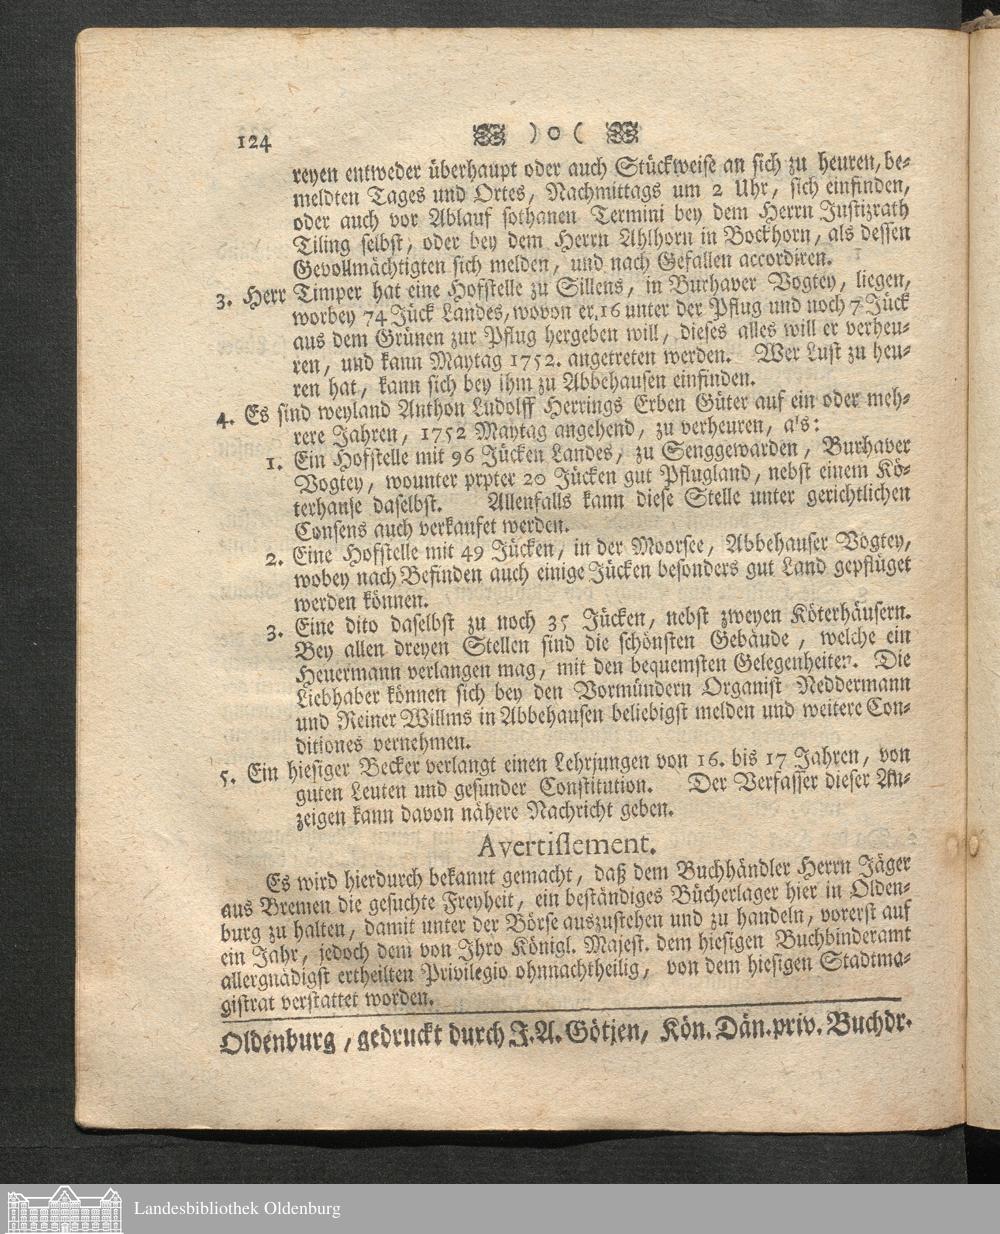 124 ) o (
reyen entweder überhaupt oder auch Stückweise an sich zu heuren, be-
meldten Tages und Ortes, Nachmittags um 2 Uhr, sich einfinden,
oder auch vor Ablauf sothanen Termini bey dem Herrn Justizrath
Tiling selbst, oder bey dem Herrn Ahlhorn in Bockhorn, als dessen
Gevollmächtigten sich melden, und nach Gefallen accordiren.
3. Herr Timper hat eine Hofstelle zu Sillens, in Burhaver Vogtey, liegen,
worbey 74 Jück Landes, wovon er 16 unter der Pflug und noch 7 Jück
aus dem Grünen zur Pflug hergeben will, dieses alles will er verheu-
ren, und kann Maytag 1752. angetreten werden. Wer Lust zu heu-
ren hat, kann sich bey ihm zu Abbehausen einfinden.
4. Es sind weyland Anthon Ludolff Herrings Erben Güter auf ein oder meh-
rere Jahren, 1752 Maytag angehend, zu verheuren, als:
1. Ein Hofstelle mit 96 Jücken Landes, zu Senggewarden, Burhaver
Vogtey, wounter prpter 20 Jücken gut Pflugland, nebst einem Kö-
terhanse daselbst. Allenfalls kann diese Stelle unter gerichtlichen
Consens auch verkaufet werden.
2. Eine Hofstelle mit 49 Jücken, in der Moorsee, Abbehauser Vogtey,
wobey nach Befinden auch einige Jücken besonders gut Land gepflüget
werden können.
3. Eine dito daselbst zu noch 35 Jücken, nebst zweyen Köterhäusern.
Bey allen dreyen Stellen sind die schönsten Gebäude, welche ein
Heuermann verlangen mag, mit den bequemsten Gelegenheiten. Die
Liebhaber können sich bey den Vormündern Organist Neddermann
und Reiner Willms in Abbehausen beliebigst melden und weitere Con-
ditiones vernehmen.
5. Ein hiesiger Becker verlangt einen Lehrjungen von 16. bis 17 Jahren, von
guten Leuten und gesunder Constitution. Der Verfasser dieser An-
zeigen kann davon nähere Nachricht geben.
Avertissement.
Es wird hierdurch bekannt gemacht, daß dem Buchhändler Herrn Jäger
aus Bremen die gesuchte Freyheit, ein beständiges Bücherlager hier in Olden-
burg zu halten, damit unter der Börse auszustehen und zu handeln, vorerst auf
ein Jahr, jedoch dem von Ihro Königl. Majest. dem hiesigen Buchbinderamt
allergnädigst ertheilten Privilegio ohnnachtheilig, von dem hiesigen Stadtma-
gistrat verstattet worden.
Oldenburg, gedruckt durch J. A. Götjen, Kön. Dän. priv. Buchdr.
Landesbibliothek Oldenburg